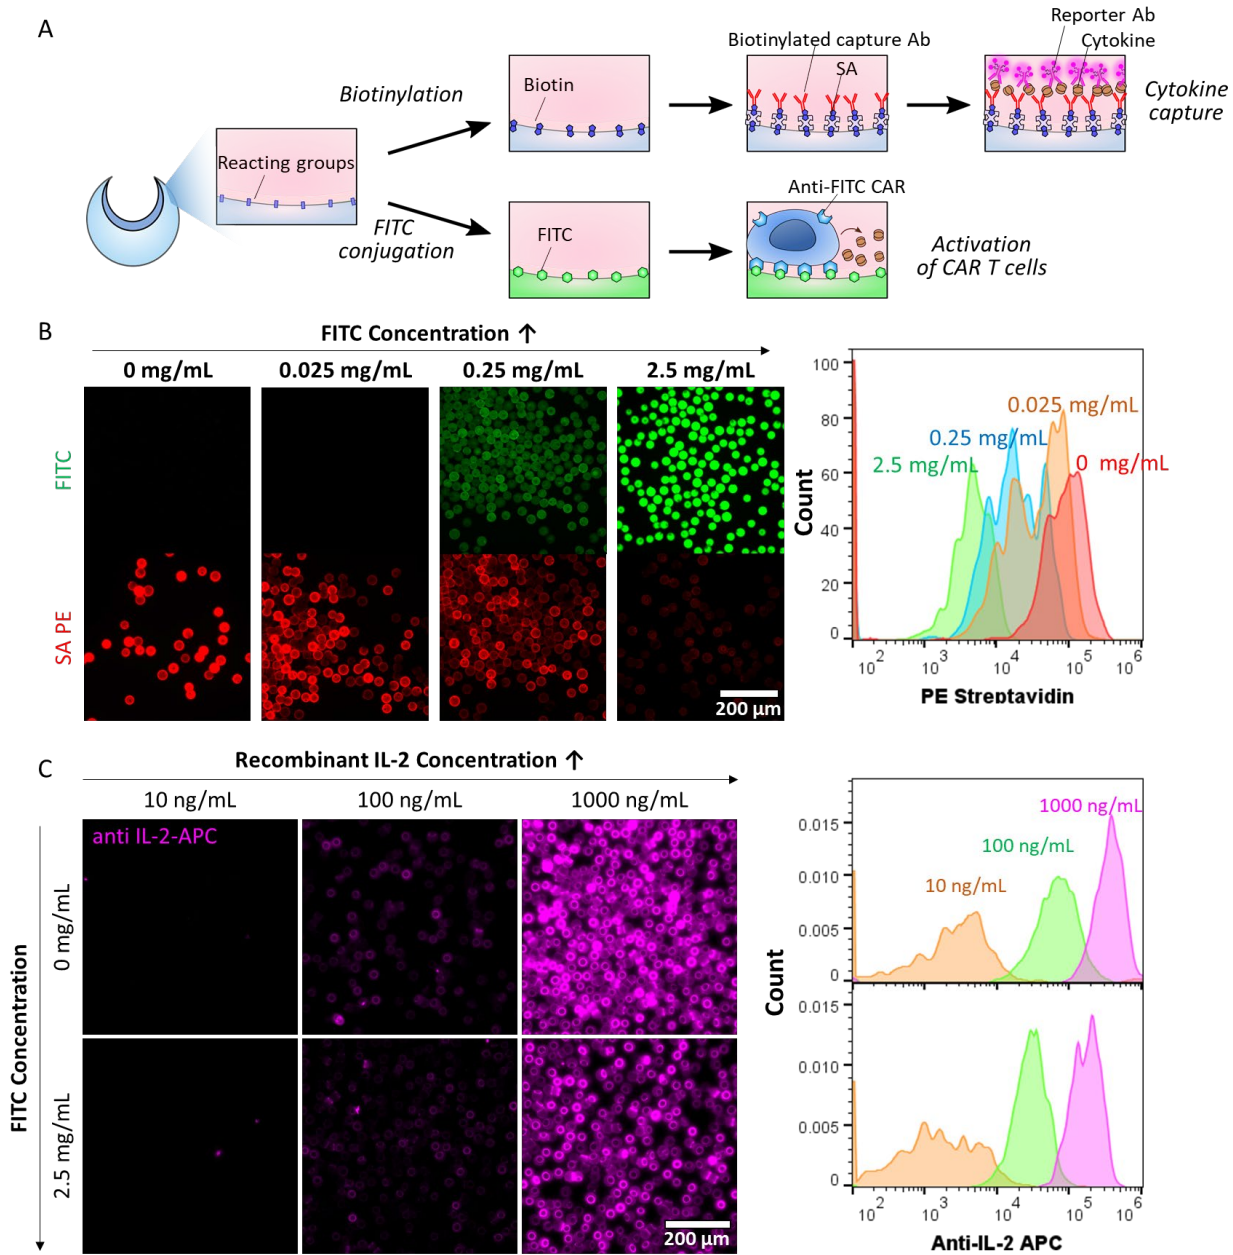 A
Biotinylation
Biotin
Biotinylated capture Ab
SA
Reporter Ab
Cytokine
Cytokine
capture
Reacting groups
FITC
conjugation
FITC
Anti-FITC CAR
Activation
of CAR T cells
B
FITC Concentration ↑
0 mg/mL 0.025 mg/mL 0.25 mg/mL 2.5 mg/mL
FITC
SA PE
200 µm
Count
100
80
60
40
20
0
0.025 mg/mL
0.25 mg/mL
2.5 mg/mL
0 mg/mL
10^2 10^3 10^4 10^5 10^6
PE Streptavidin
C
Recombinant IL-2 Concentration ↑
10 ng/mL 100 ng/mL 1000 ng/mL
anti IL-2-APC
FITC Concentration
0 mg/mL
2.5 mg/mL
200 µm
Count
0.015
0.010
0.005
0
1000 ng/mL
100 ng/mL
10 ng/mL
0.015
0.010
0.005
0
10^2 10^3 10^4 10^5 10^6
Anti-IL-2 APC